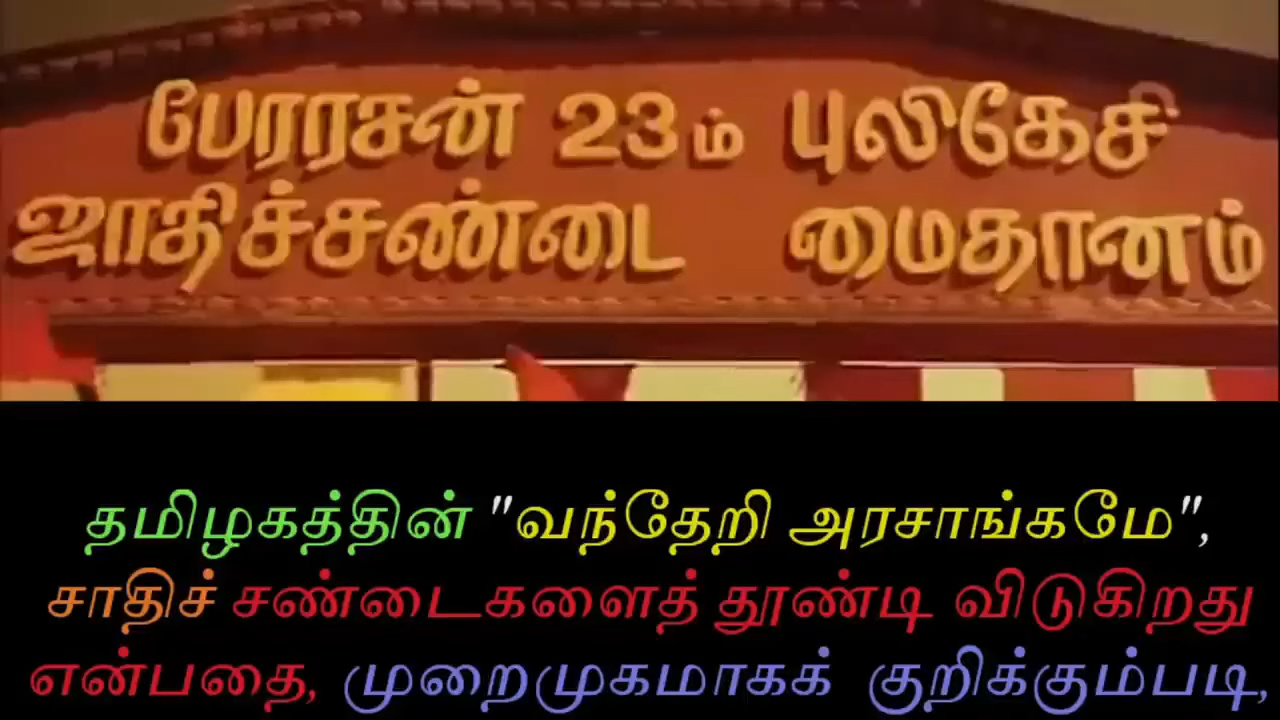 பேரரசன் 23ம் புலிகேசி
ஜாதிச்சண்டை மைதானம்
தமிழகத்தின் "வந்தேறி அரசாங்கமே",
சாதிச் சண்டைகளைத் தூண்டி விடுகிறது
என்பதை, முறைமுகமாகக் குறிக்கும்படி,